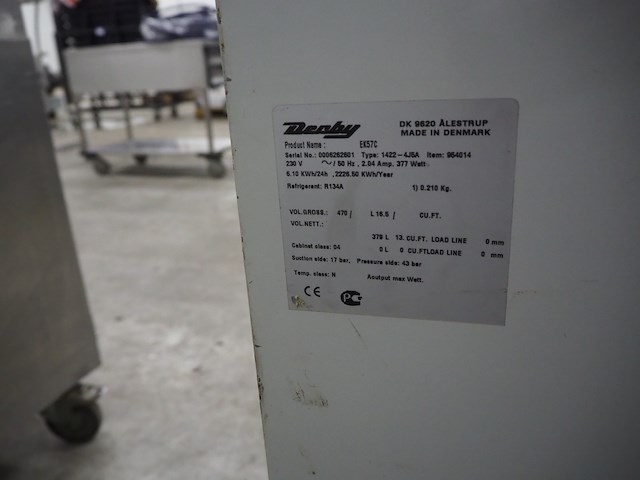 Derby
DK 9620 ÅLESTRUP
MADE IN DENMARK
Product Name : EK57C
Serial No.: 0006262601 Type: 1422-4JSA Item: 954014
230 V ~/ 50 Hz , 2.04 Amp. 377 Watt
6.10 KWh/24h ,2226.50 KWh/Year
Refrigerant: R134A 1) 0.210 Kg.
VOL.GROSS.: 470 / L 16.5 / CU.FT.
VOL.NETT.:
379 L 13. CU.FT. LOAD LINE 0 mm
Cabinet class: 04 0 L 0 CU.FTLOAD LINE 0 mm
Suction side: 17 bar, Pressure side: 43 bar
Temp. class: N Aoutput max Watt.
CE PC